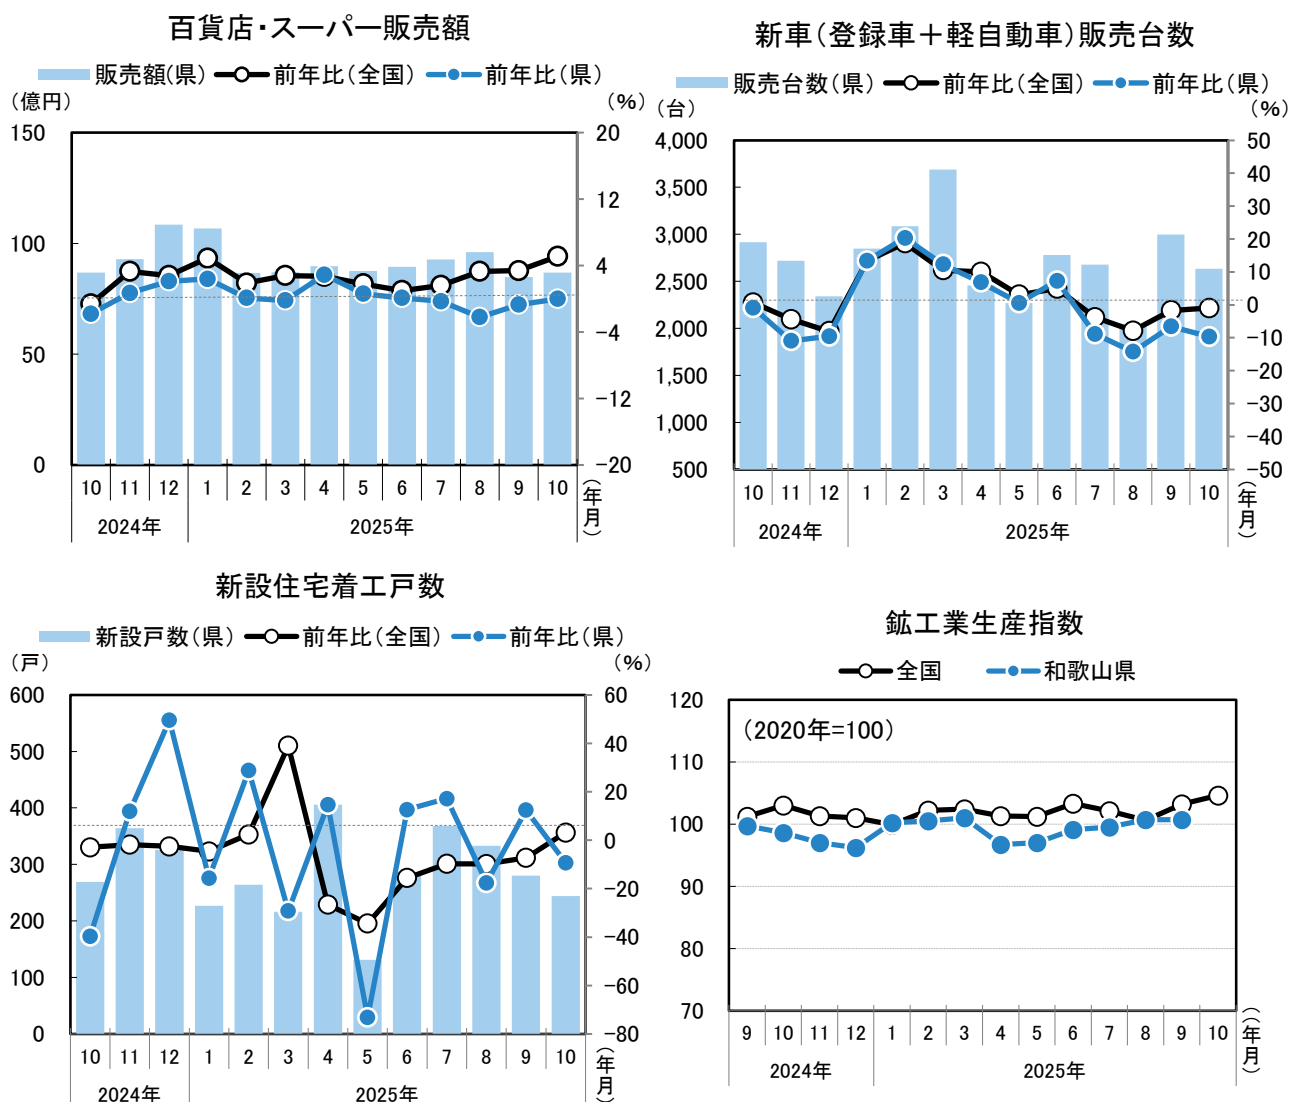 百貨店・スーパー販売額
販売額(県) 前年比(全国) 前年比(県)
（億円） （%）
150 20
12
100 4
50 −4
−12
0 −20
10 11 12 1 2 3 4 5 6 7 8 9 10
2024年 2025年
（年月）
新車（登録車＋軽自動車）販売台数
販売台数（県） 前年比（全国） 前年比（県）
（台） （%）
4,000 50
3,500 40
30
3,000 20
2,500 10
2,000 0
−10
1,500 −20
1,000 −30
−40
500 −50
10 11 12 1 2 3 4 5 6 7 8 9 10
2024年 2025年
（年月）
新設住宅着工戸数
新設戸数（県） 前年比（全国） 前年比（県）
（戸） （%）
600 60
500 40
400 20
300 0
200 −20
−40
100 −60
0 −80
10 11 12 1 2 3 4 5 6 7 8 9 10
2024年 2025年
（年月）
鉱工業生産指数
全国 和歌山県
120
（2020年=100）
110
100
90
80
70
9 10 11 12 1 2 3 4 5 6 7 8 9 10
2024年 2025年
（年月）